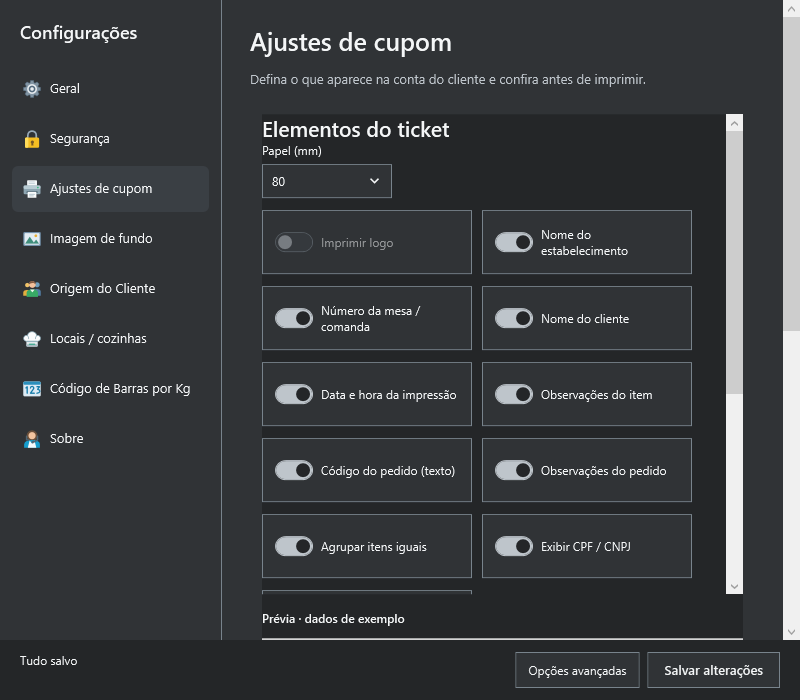 Configurações
Geral
Segurança
Ajustes de cupom
Imagem de fundo
Origem do Cliente
Locais / cozinhas
123
Código de Barras por Kg
Sobre
Ajustes de cupom
Defina o que aparece na conta do cliente e confira antes de imprimir.
Elementos do ticket
Papel (mm)
80
Imprimir logo
Nome do
estabelecimento
Número da mesa /
comanda
Nome do cliente
Data e hora da impressão
Observações do item
Código do pedido (texto)
Observações do pedido
Agrupar itens iguais
Exibir CPF / CNPJ
Prévia · dados de exemplo
Tudo salvo
Opções avançadas
Salvar alterações